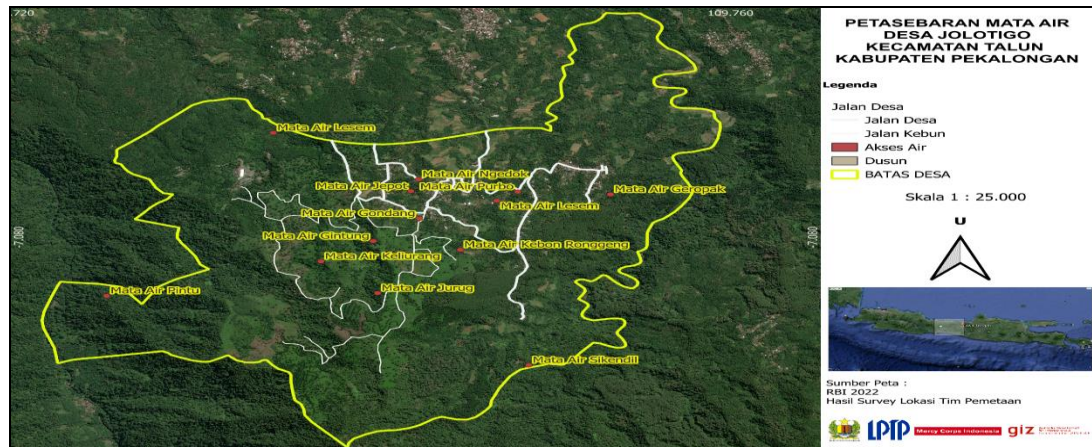 .720
109.760
-7.080
-7.080
Mata Air Lesem
Mata Air Ngedok
Mata Air Jepot
Mata Air Purbo
Mata Air Geropak
Mata Air Lesem
Mata Air Gondang
Mata Air Gintung
Mata Air Kebon Ronggeng
Mata Air Keliurang
Mata Air Pintu
Mata Air Jurug
Mata Air Sikendil
PETASEBARAN MATA AIR
DESA JOLOTIGO
KECAMATAN TALUN
KABUPATEN PEKALONGAN
Legenda
Jalan Desa
Jalan Desa
Jalan Kebun
Akses Air
Dusun
BATAS DESA
Skala 1 : 25.000
U
Sumber Peta :
RBI 2022
Hasil Survey Lokasi Tim Pemetaan
LPTP
Mercy Corps Indonesia
giz